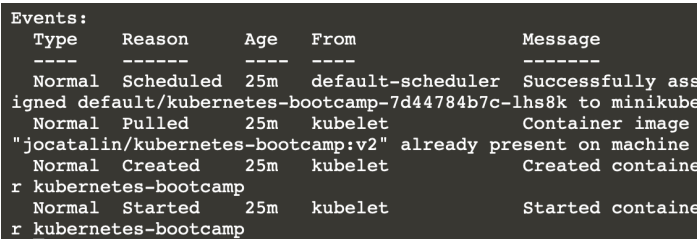 Events:
Type Reason Age From Message
---- ------ ---- ---- -------
Normal Scheduled 25m default-scheduler Successfully ass
igned default/kubernetes-bootcamp-7d44784b7c-lhs8k to minikube
Normal Pulled 25m kubelet Container image
"jocatalin/kubernetes-bootcamp:v2" already present on machine
Normal Created 25m kubelet Created containe
r kubernetes-bootcamp
Normal Started 25m kubelet Started containe
r kubernetes-bootcamp